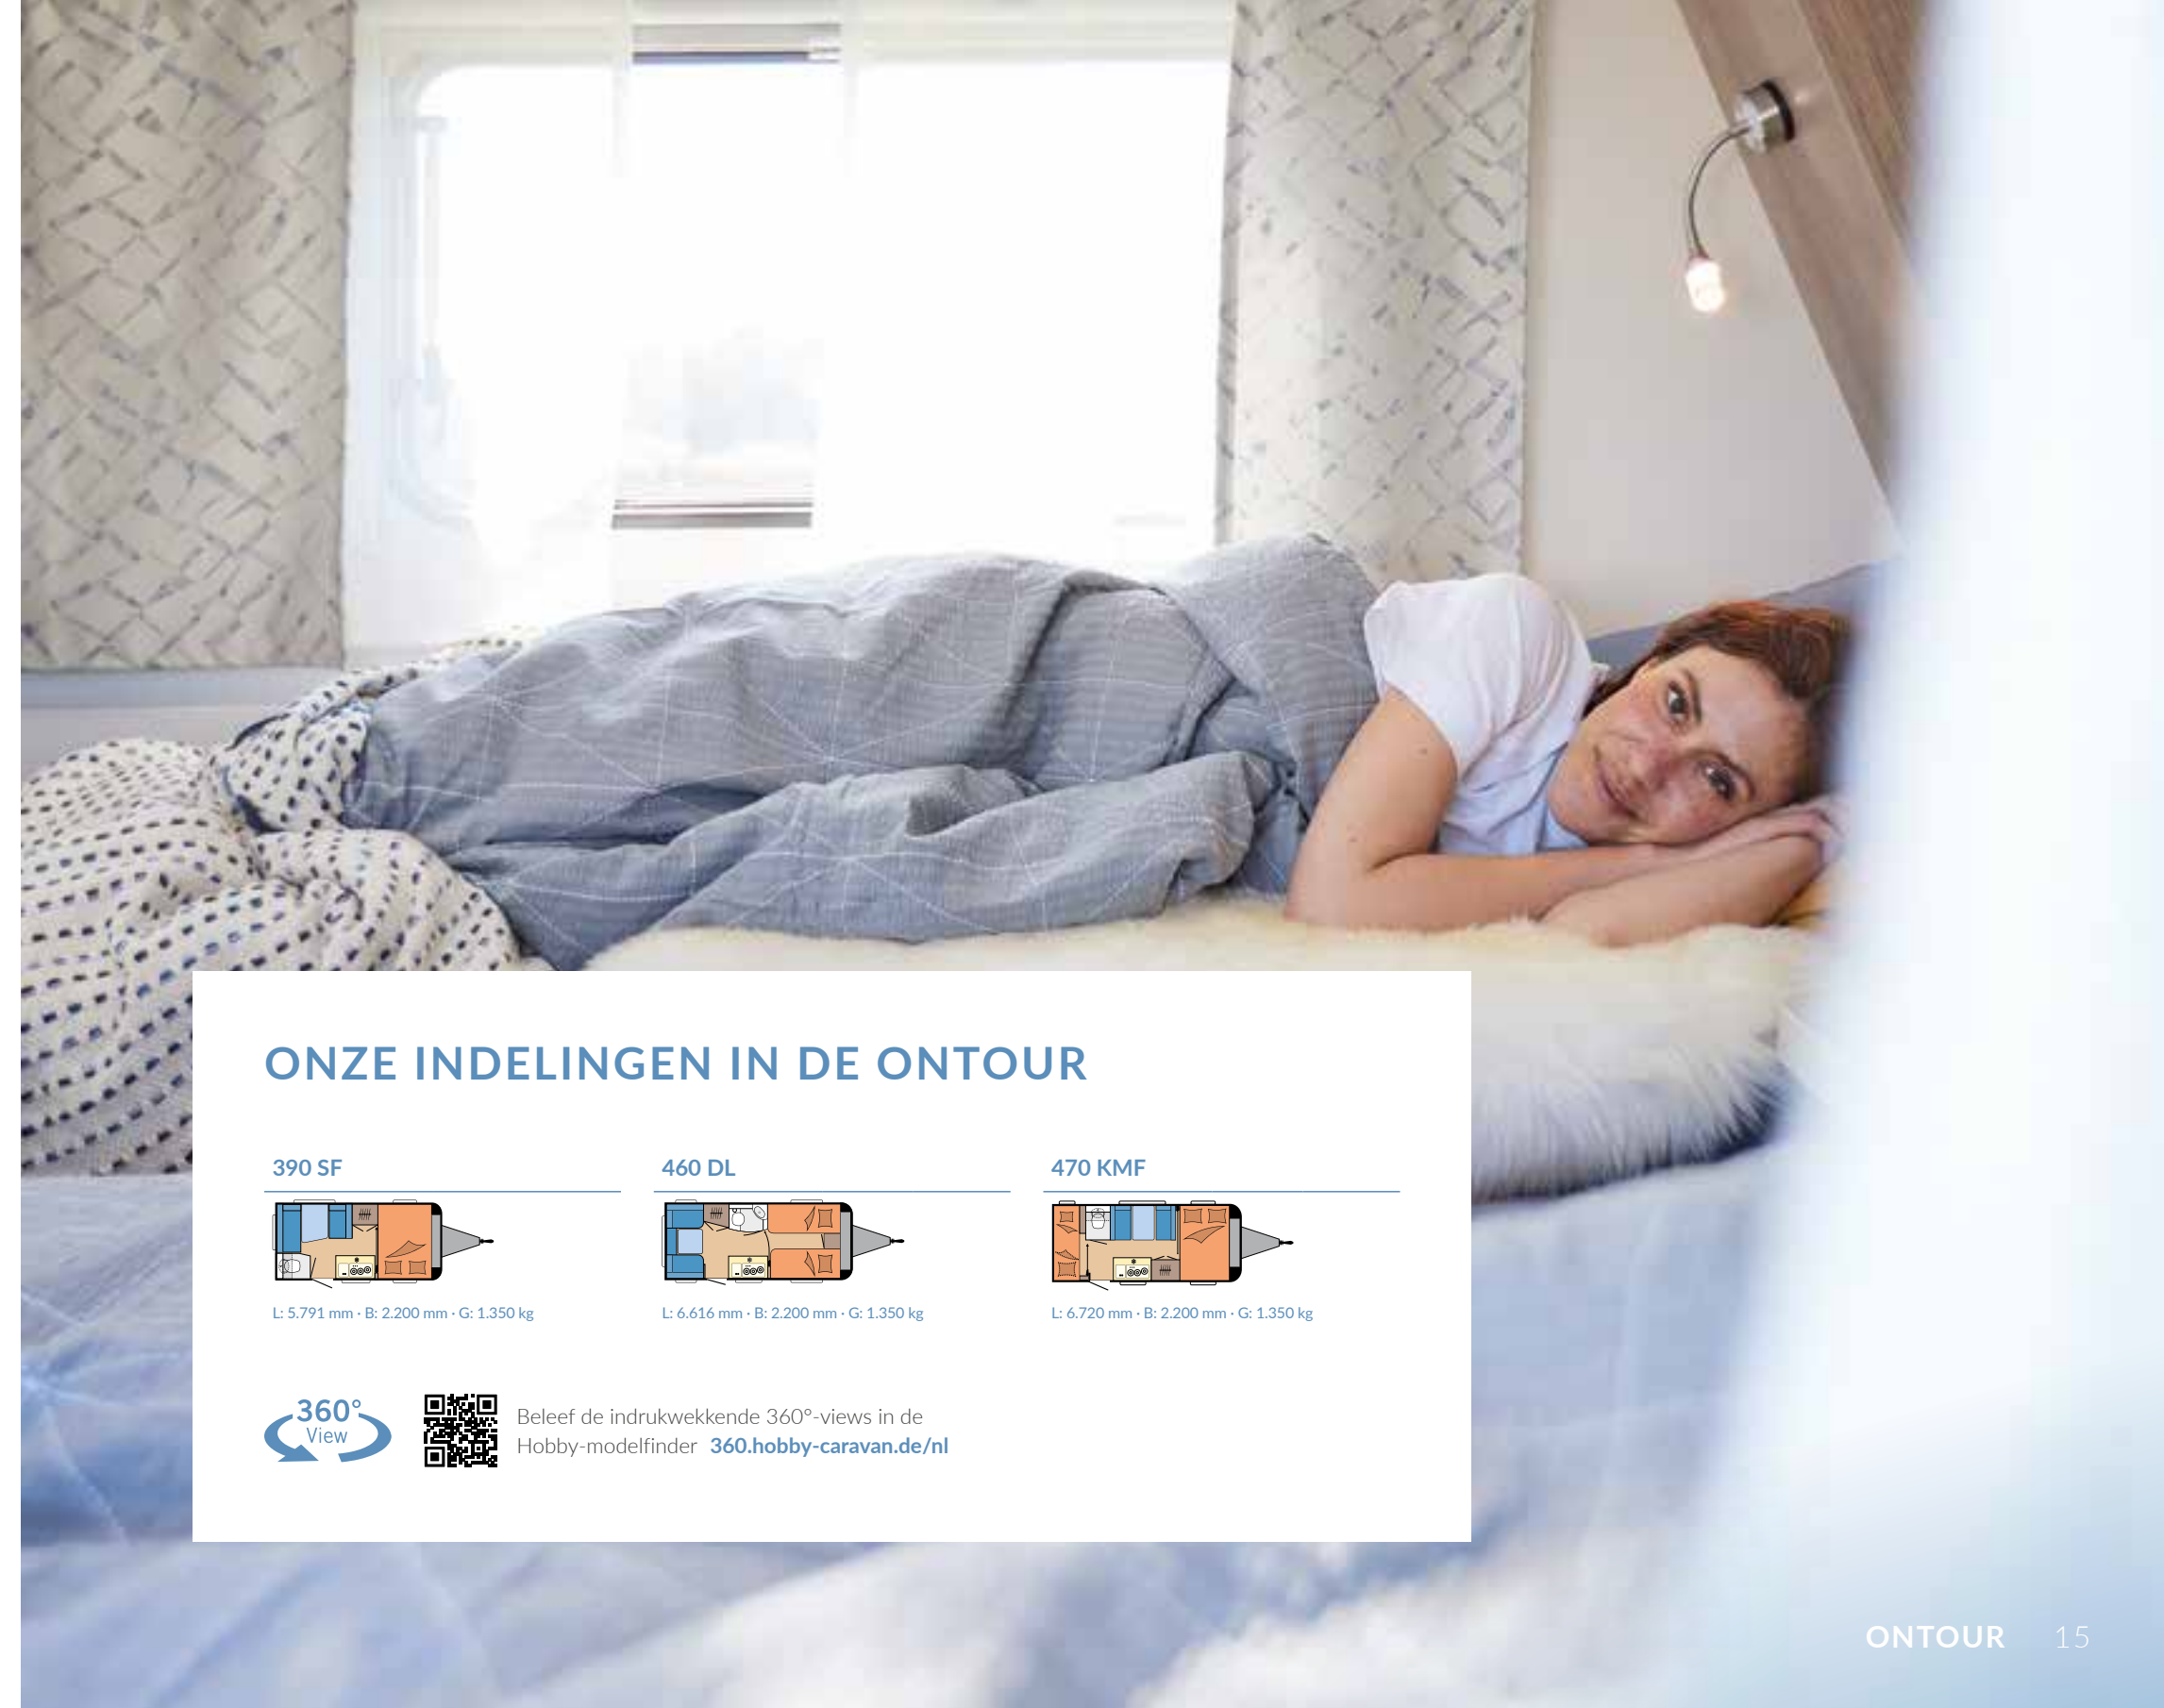 ONZE INDELINGEN IN DE ONTOUR
390 SF
L: 5.791 mm · B: 2.200 mm · G: 1.350 kg
460 DL
L: 6.616 mm · B: 2.200 mm · G: 1.350 kg
470 KMF
L: 6.720 mm · B: 2.200 mm · G: 1.350 kg
360°
View
Beleef de indrukwekkende 360°-views in de
Hobby-modelfinder 360.hobby-caravan.de/nl
ONTOUR 15